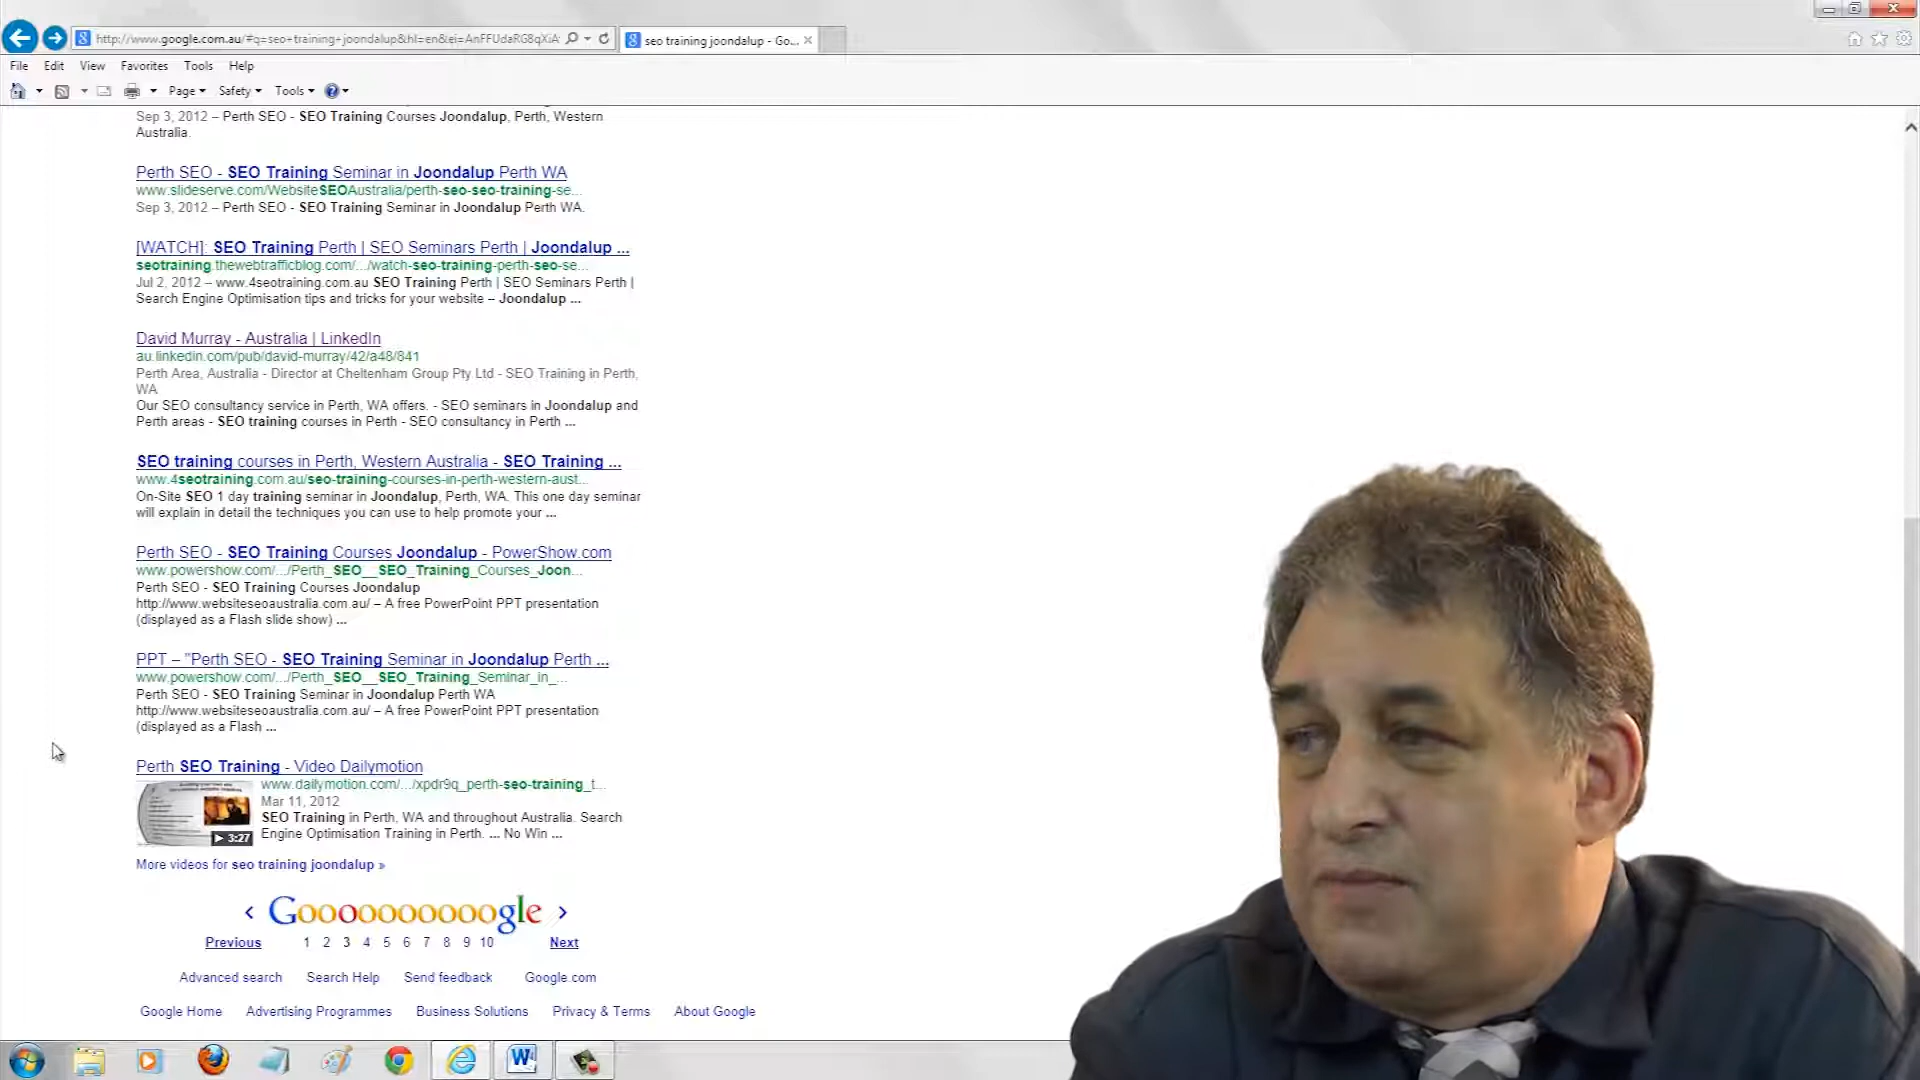 http://www.google.com.au/#q=seo+training+joondalup&hl=en&ei=AnFFUdaRG8qXiA
seo training joondalup - Go...
File Edit View Favorites Tools Help
Page Safety Tools
Sep 3, 2012 – Perth SEO - SEO Training Courses Joondalup, Perth, Western
Australia.
Perth SEO - SEO Training Seminar in Joondalup Perth WA
www.slideserve.com/WebsiteSEOAustralia/perth-seo-seo-training-se...
Sep 3, 2012 – Perth SEO - SEO Training Seminar in Joondalup Perth WA.
[WATCH]: SEO Training Perth | SEO Seminars Perth | Joondalup ...
seotraining.thewebtrafficblog.com/.../watch-seo-training-perth-seo-se...
Jul 2, 2012 – www.4seotraining.com.au SEO Training Perth | SEO Seminars Perth |
Search Engine Optimisation tips and tricks for your website – Joondalup ...
David Murray - Australia | LinkedIn
au.linkedin.com/pub/david-murray/42/a48/841
Perth Area, Australia - Director at Cheltenham Group Pty Ltd - SEO Training in Perth,
WA
Our SEO consultancy service in Perth, WA offers. - SEO seminars in Joondalup and
Perth areas - SEO training courses in Perth - SEO consultancy in Perth ...
SEO training courses in Perth, Western Australia - SEO Training ...
www.4seotraining.com.au/seo-training-courses-in-perth-western-aust...
On-Site SEO 1 day training seminar in Joondalup, Perth, WA. This one day seminar
will explain in detail the techniques you can use to help promote your ...
Perth SEO - SEO Training Courses Joondalup - PowerShow.com
www.powershow.com/.../Perth_SEO__SEO_Training_Courses_Joon...
Perth SEO - SEO Training Courses Joondalup
http://www.websiteseoaustralia.com.au/ – A free PowerPoint PPT presentation
(displayed as a Flash slide show) ...
PPT – "Perth SEO - SEO Training Seminar in Joondalup Perth ...
www.powershow.com/.../Perth_SEO__SEO_Training_Seminar_in_...
Perth SEO - SEO Training Seminar in Joondalup Perth WA
http://www.websiteseoaustralia.com.au/ – A free PowerPoint PPT presentation
(displayed as a Flash ...
Perth SEO Training - Video Dailymotion
www.dailymotion.com/.../xpdr9q_perth-seo-training_t...
Mar 11, 2012
SEO Training in Perth, WA and throughout Australia. Search
Engine Optimisation Training in Perth. ... No Win ...
3:27
More videos for seo training joondalup »
Goooooooooogle
Previous 1 2 3 4 5 6 7 8 9 10 Next
Advanced search Search Help Send feedback Google.com
Google Home Advertising Programmes Business Solutions Privacy & Terms About Google